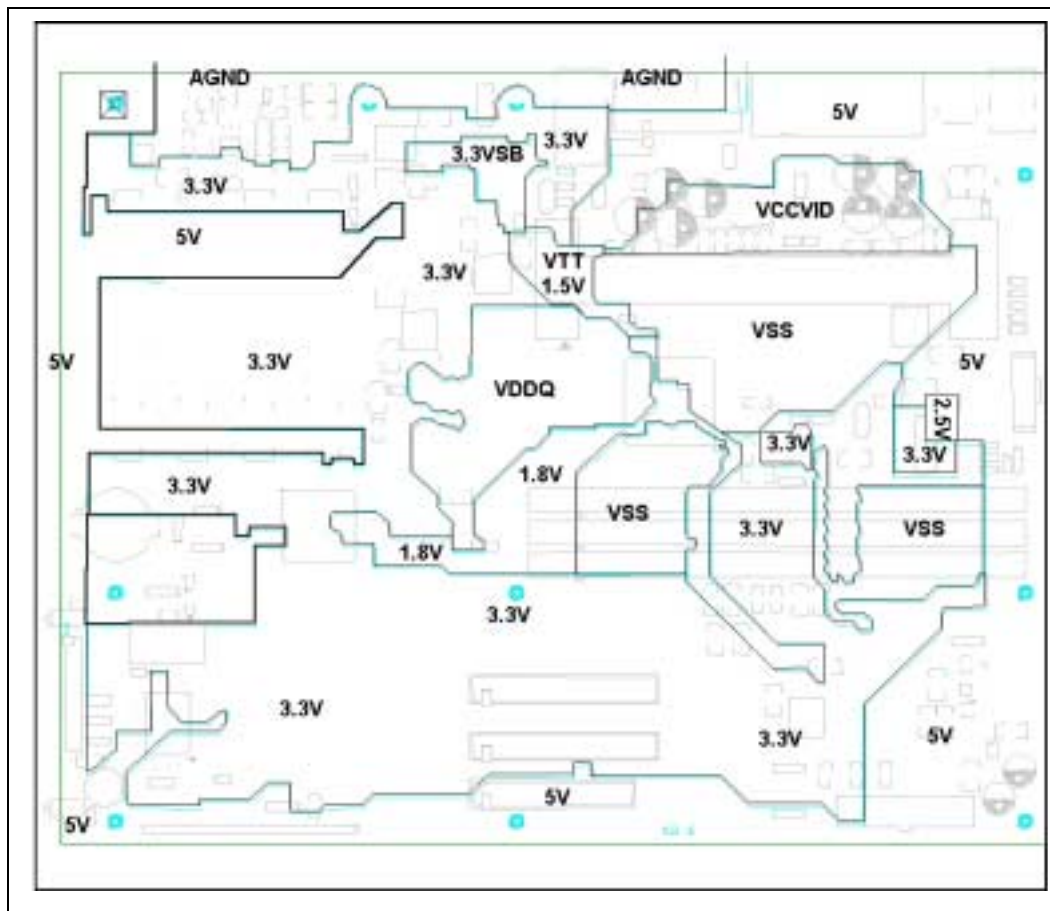 AGND
AGND
5V
3.3V
3.3VSB
3.3V
VCCVID
5V
3.3V
VTT
1.5V
VSS
5V
3.3V
5V
VDDQ
2.5V
3.3V
3.3V
1.8V
3.3V
VSS
3.3V
VSS
1.8V
3.3V
3.3V
3.3V
5V
5V
5V